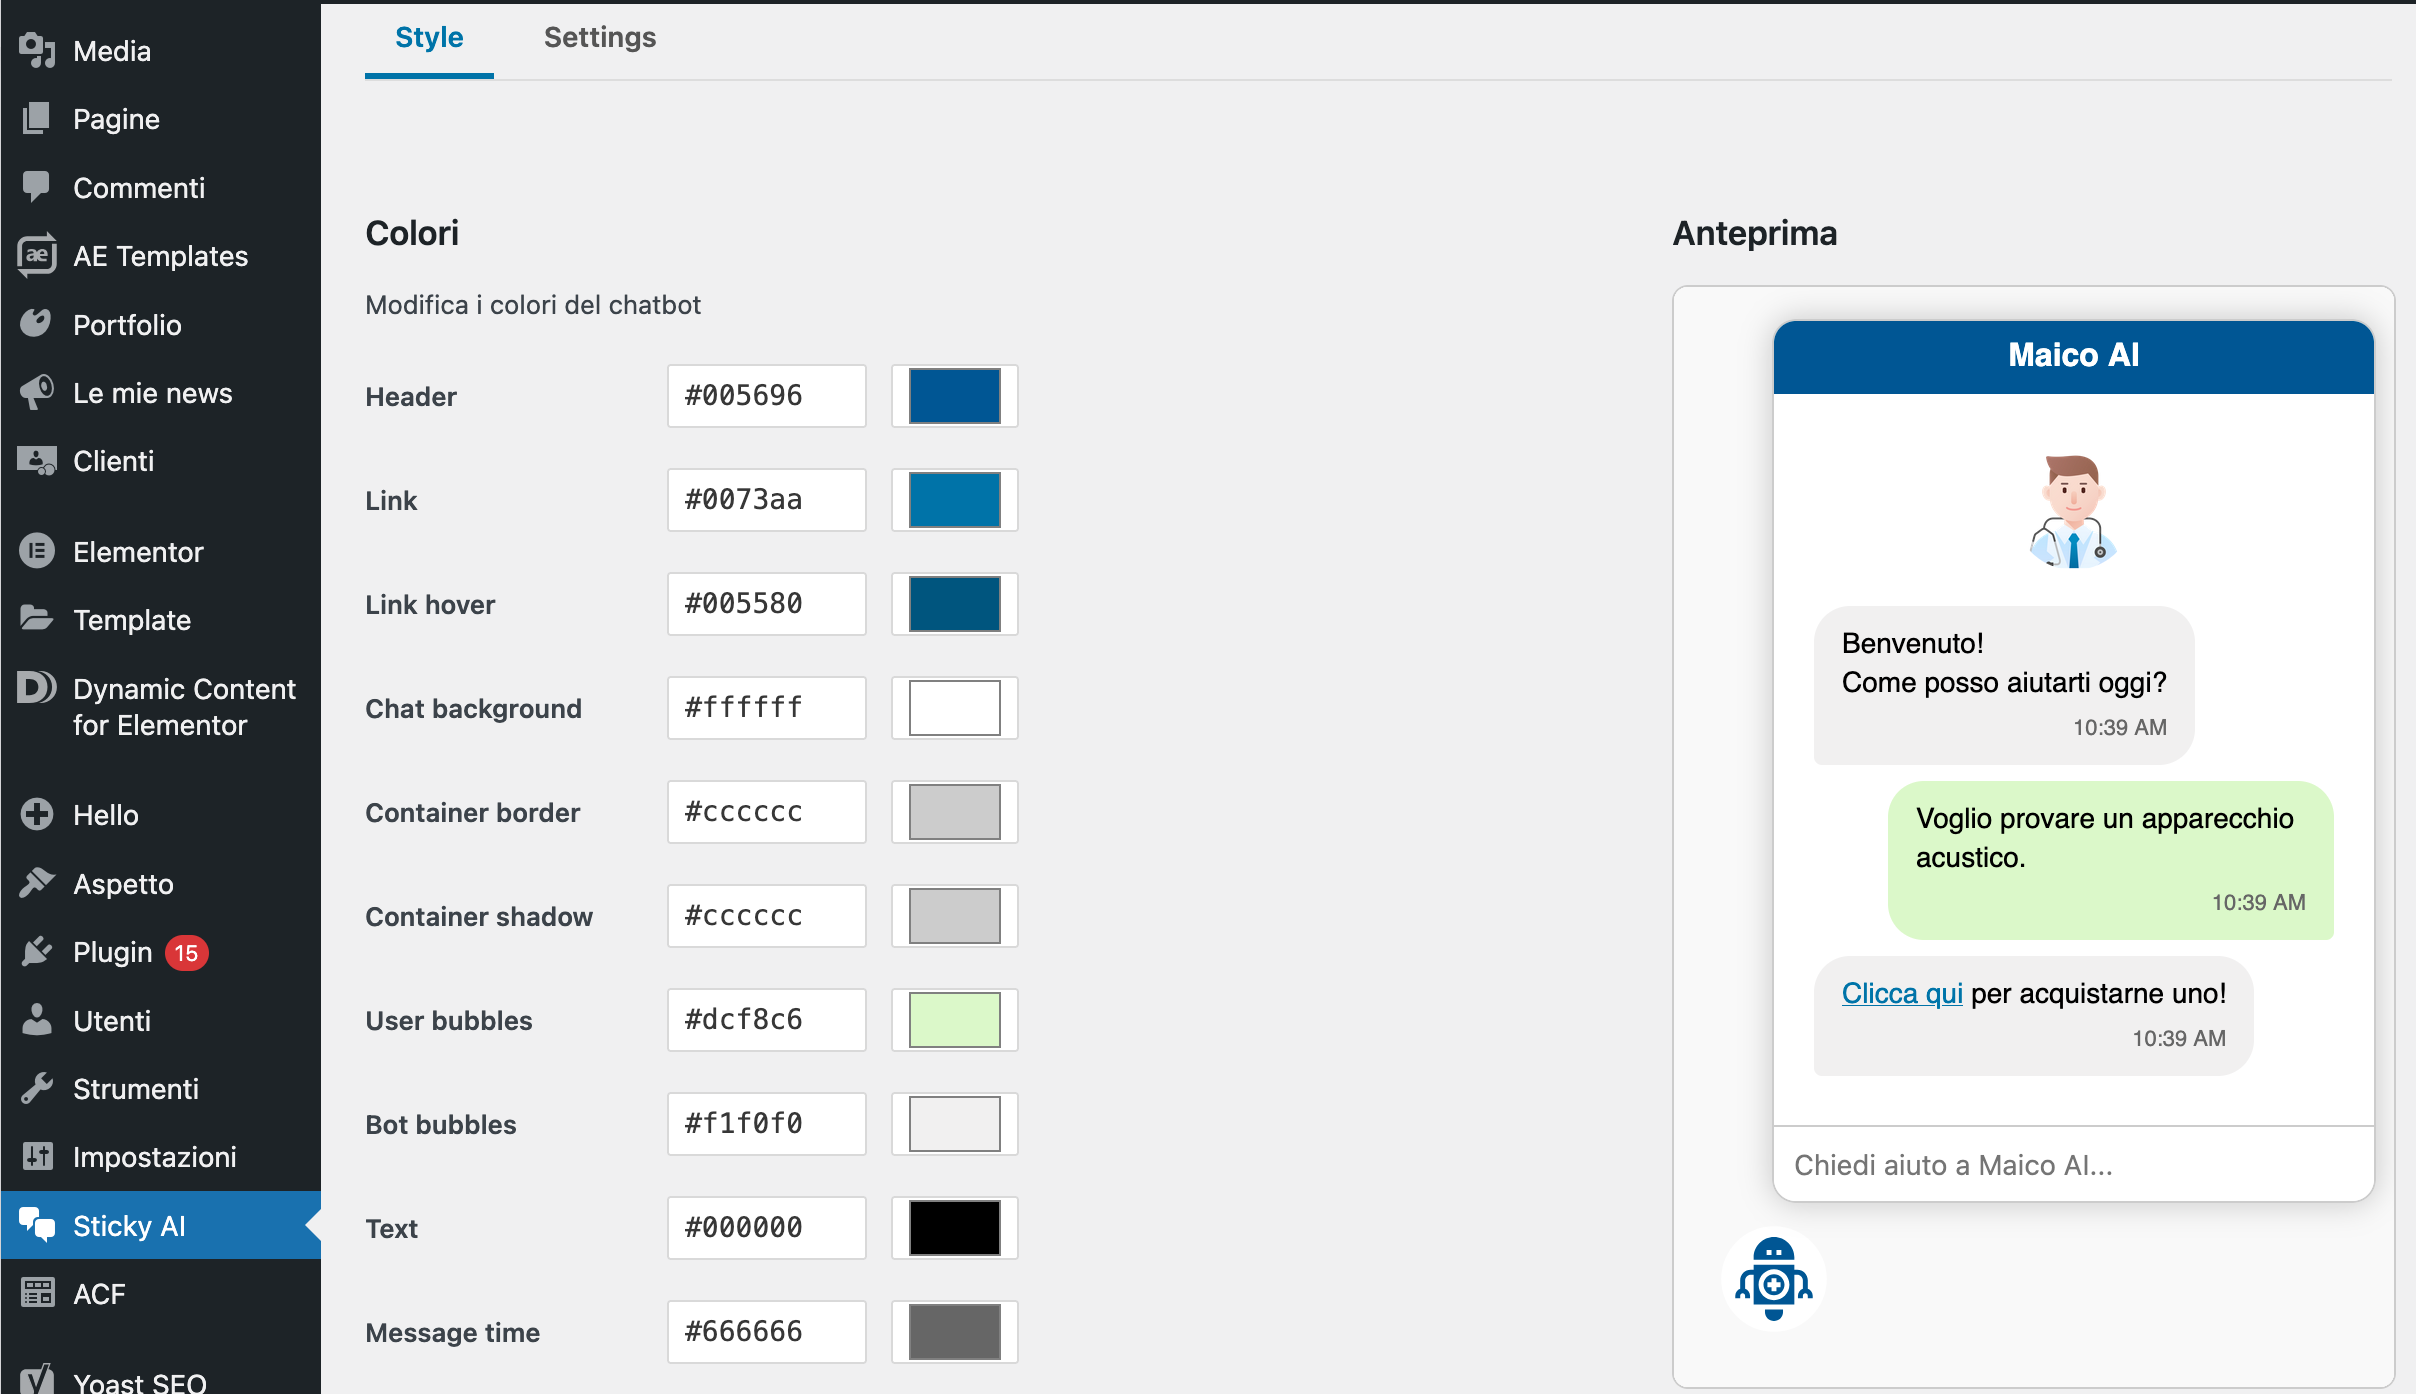 Media
Pagine
Commenti
AE Templates
Portfolio
Le mie news
Clienti
Elementor
Template
Dynamic Content
for Elementor
Hello
Aspetto
Plugin 15
Utenti
Strumenti
Impostazioni
Sticky AI
ACF
Yoast SEO
Style
Settings
Colori
Modifica i colori del chatbot
Header #005696
Link #0073aa
Link hover #005580
Chat background #ffffff
Container border #cccccc
Container shadow #cccccc
User bubbles #dcf8c6
Bot bubbles #f1f0f0
Text #000000
Message time #666666
Anteprima
Maico AI
Benvenuto!
Come posso aiutarti oggi?
10:39 AM
Voglio provare un apparecchio
acustico.
10:39 AM
Clicca qui per acquistarne uno!
10:39 AM
Chiedi aiuto a Maico AI...